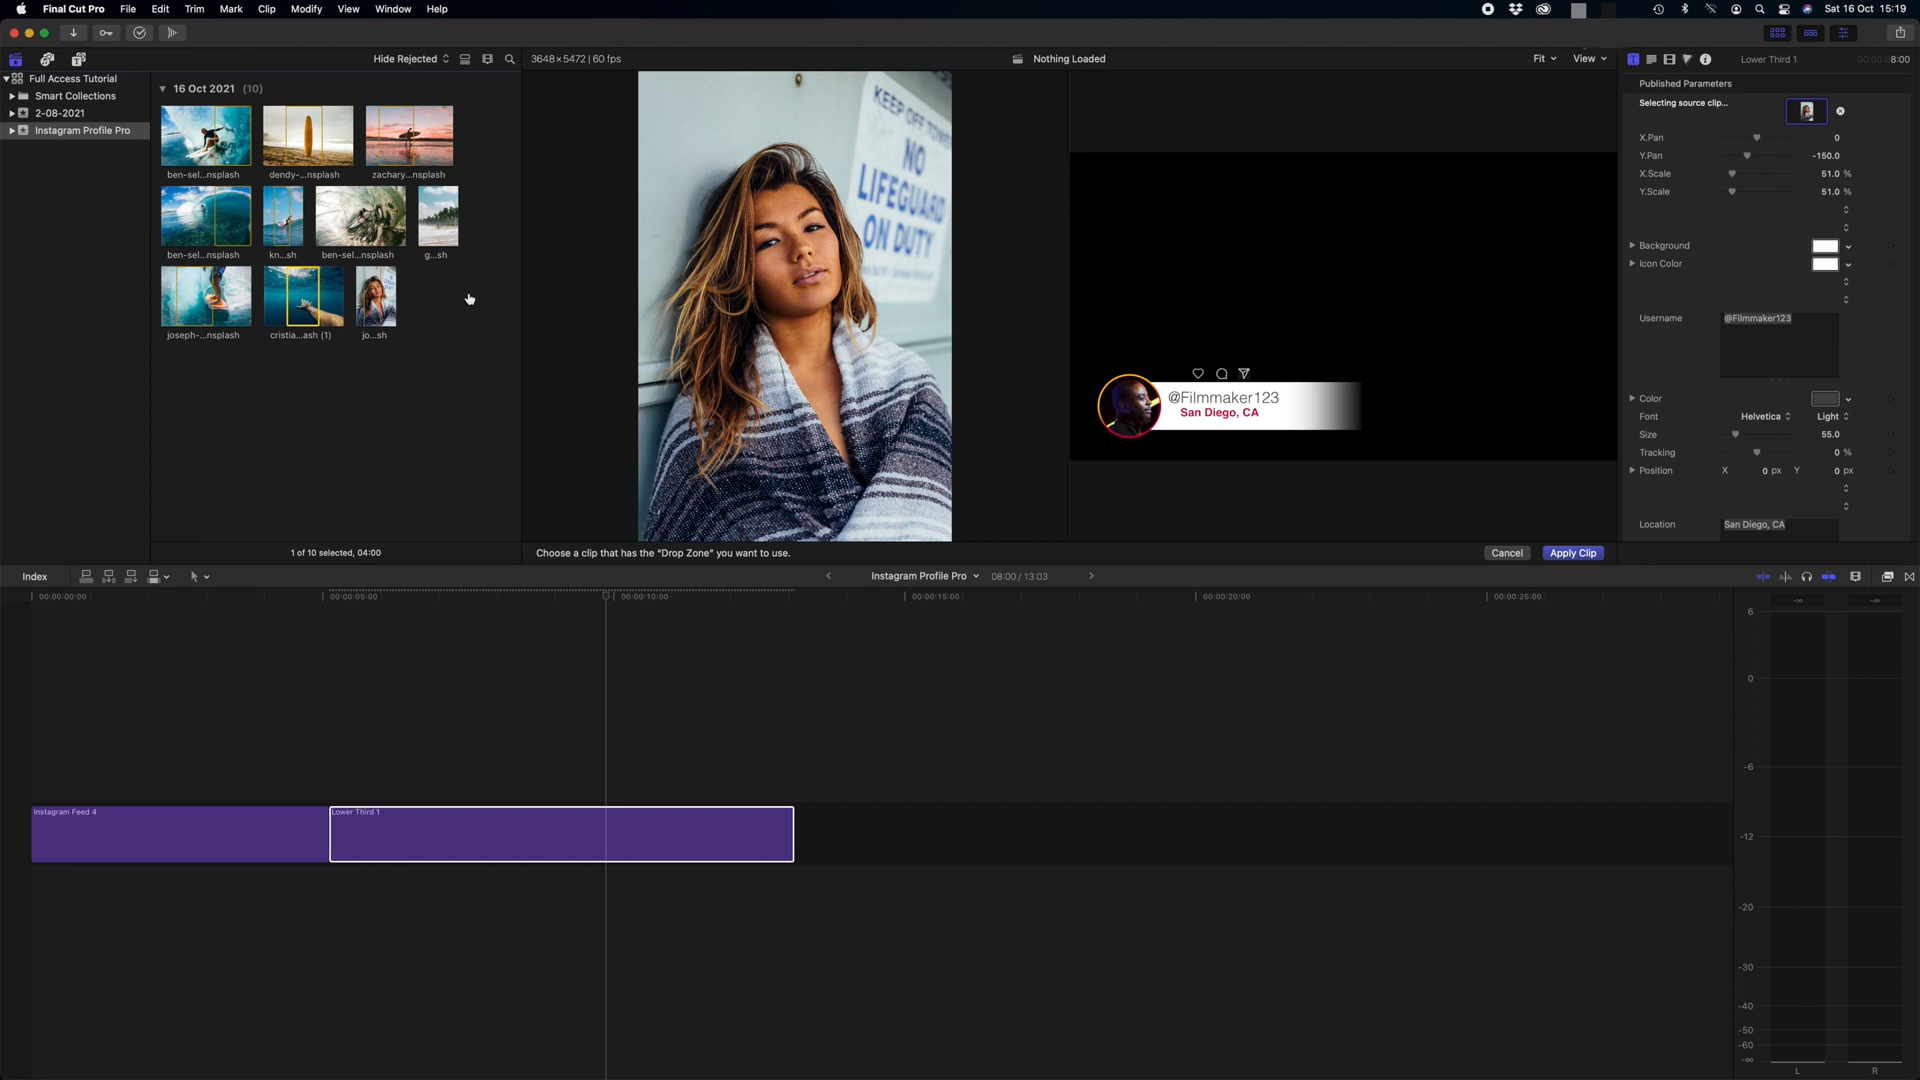 Final Cut Pro File Edit Trim Mark Clip Modify View Window Help
Sat 16 Oct 15:19
Hide Rejected
3648×5472 | 60 fps
Nothing Loaded
Fit
View
Lower Third 1
8:00
Full Access Tutorial
Smart Collections
2-08-2021
Instagram Profile Pro
16 Oct 2021 (10)
ben-sel...nsplash
dendy-...nsplash
zachary...nsplash
ben-sel...nsplash
kn...sh
ben-sel...nsplash
g...sh
joseph-...nsplash
cristia...ash (1)
jo...sh
1 of 10 selected, 04:00
KEEP OFF
NO
LIFEGUARD
ON DUTY
@Filmmaker123
San Diego, CA
Choose a clip that has the “Drop Zone” you want to use.
Cancel
Apply Clip
Published Parameters
Selecting source clip...
X.Pan 0
Y.Pan -150.0
X.Scale 51.0 %
Y.Scale 51.0 %
Background
Icon Color
Username @Filmmaker123
Color
Font Helvetica Light
Size 55.0
Tracking 0 %
Position X 0 px Y 0 px
Location San Diego, CA
Index
Instagram Profile Pro
08:00 / 13:03
00:00:00:00
00:00:05:00
00:00:10:00
00:00:15:00
00:00:20:00
00:00:25:00
Instagram Feed 4
Lower Third 1
-∞ -∞
6
0
-6
-12
-20
-30
-40
-50
-60
-∞
L R